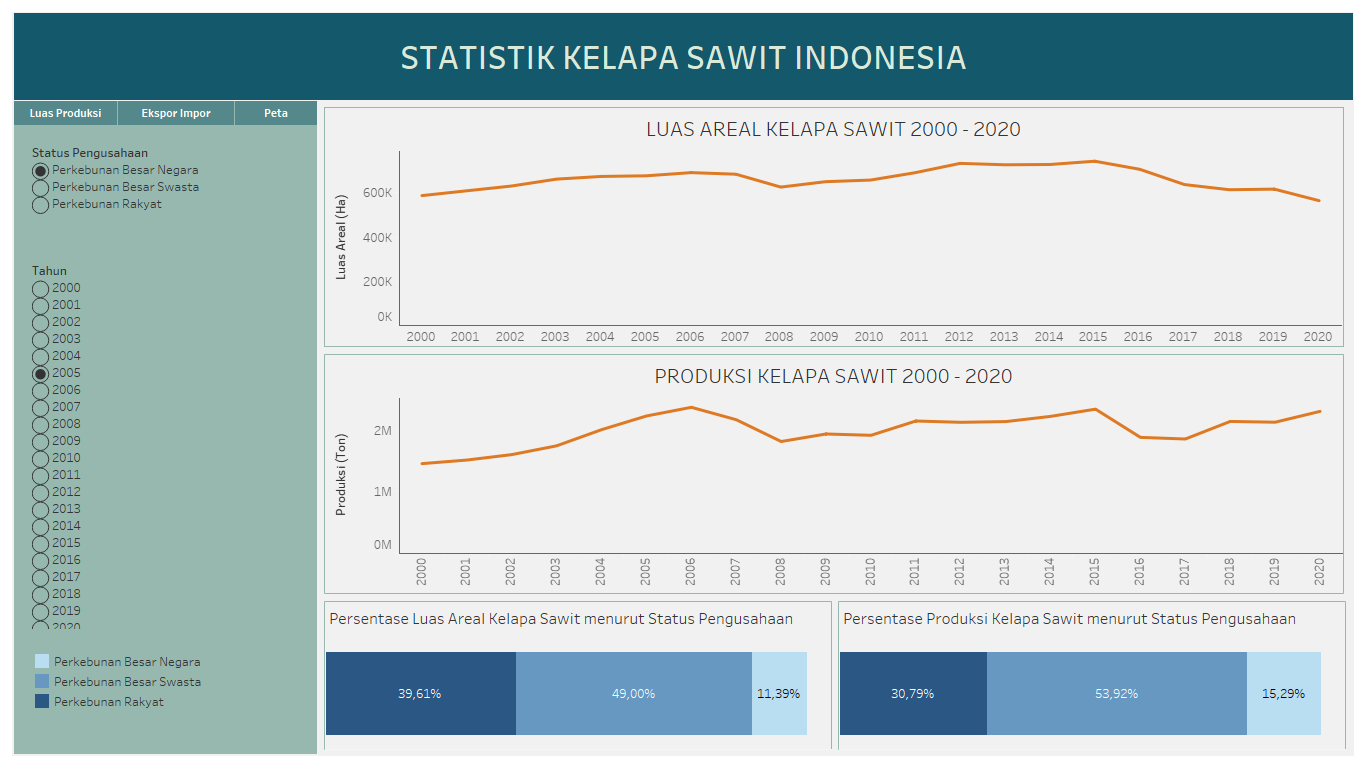 STATISTIK KELAPA SAWIT INDONESIA
Luas Produksi
Ekspor Impor
Peta
Status Pengusahaan
Perkebunan Besar Negara
Perkebunan Besar Swasta
Perkebunan Rakyat
Tahun
2000
2001
2002
2003
2004
2005
2006
2007
2008
2009
2010
2011
2012
2013
2014
2015
2016
2017
2018
2019
2020
Perkebunan Besar Negara
Perkebunan Besar Swasta
Perkebunan Rakyat
LUAS AREAL KELAPA SAWIT 2000 - 2020
Luas Areal (Ha)
600K
400K
200K
0K
2000 2001 2002 2003 2004 2005 2006 2007 2008 2009 2010 2011 2012 2013 2014 2015 2016 2017 2018 2019 2020
PRODUKSI KELAPA SAWIT 2000 - 2020
Produksi (Ton)
2M
1M
0M
2000 2001 2002 2003 2004 2005 2006 2007 2008 2009 2010 2011 2012 2013 2014 2015 2016 2017 2018 2019 2020
Persentase Luas Areal Kelapa Sawit menurut Status Pengusahaan
39,61% 49,00% 11,39%
Persentase Produksi Kelapa Sawit menurut Status Pengusahaan
30,79% 53,92% 15,29%